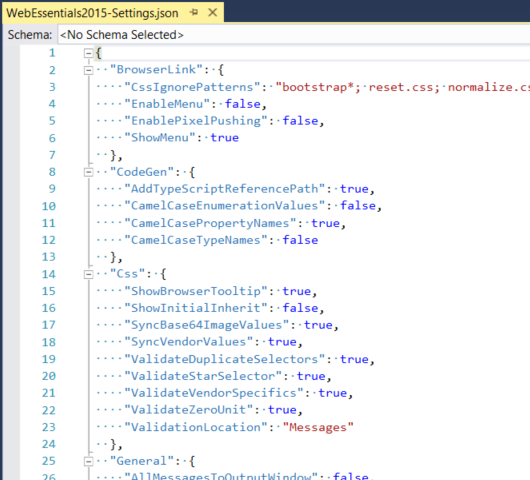 WebEssentials2015-Settings.json
Schema: <No Schema Selected>
1 {
2 "BrowserLink": {
3 "CssIgnorePatterns": "bootstrap*; reset.css; normalize.cs
4 "EnableMenu": false,
5 "EnablePixelPushing": false,
6 "ShowMenu": true
7 },
8 "CodeGen": {
9 "AddTypeScriptReferencePath": true,
10 "CamelCaseEnumerationValues": false,
11 "CamelCasePropertyNames": true,
12 "CamelCaseTypeNames": false
13 },
14 "Css": {
15 "ShowBrowserTooltip": true,
16 "ShowInitialInherit": false,
17 "SyncBase64ImageValues": true,
18 "SyncVendorValues": true,
19 "ValidateDuplicateSelectors": true,
20 "ValidateStarSelector": true,
21 "ValidateVendorSpecifics": true,
22 "ValidateZeroUnit": true,
23 "ValidationLocation": "Messages"
24 },
25 "General": {
26 "AllMessagesToOutputWindow": false,